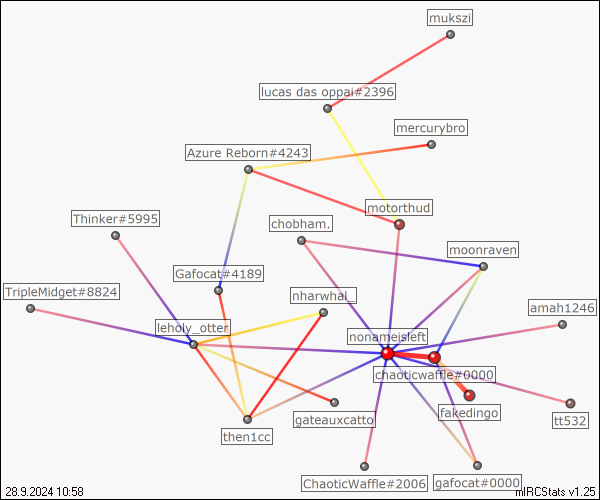 mukszi
lucas das oppai#2396
mercurybro
Azure Reborn#4243
motorthud
Thinker#5995
chobham.
moonraven
Gafocat#4189
TripleMidget#8824
nharwhal_
amah1246
leholy_otter
nonameisleft
chaoticwaffle#0000
fakedingo
gateauxcatto
tt532
then1cc
ChaoticWaffle#2006
gafocat#0000
28.9.2024 10:58
mIRCStats v1.25